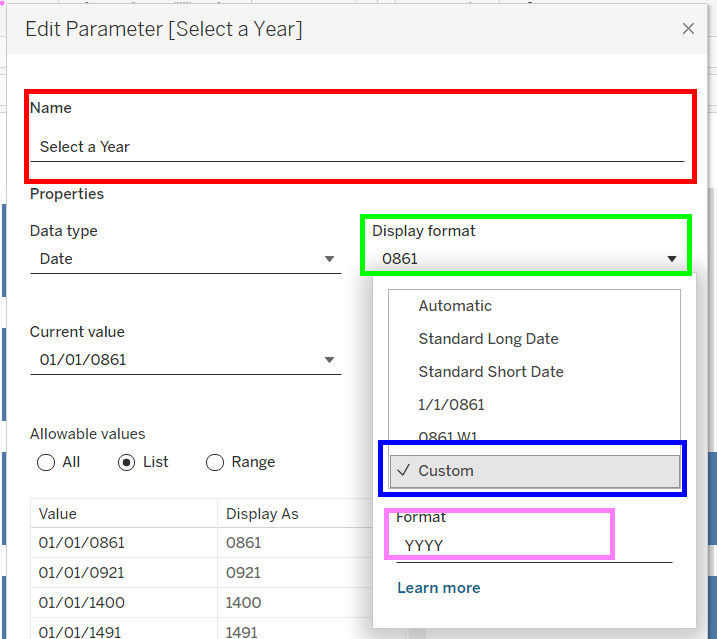 Edit Parameter [Select a Year]
Name
Select a Year
Properties
Data type
Display format
Date
0861
Automatic
Standard Long Date
Standard Short Date
1/1/0861
0861 W1
Custom
Format
YYYY
Learn more
Current value
01/01/0861
Allowable values
All
List
Range
Value
Display As
01/01/0861
0861
01/01/0921
0921
01/01/1400
1400
01/01/1491
1491